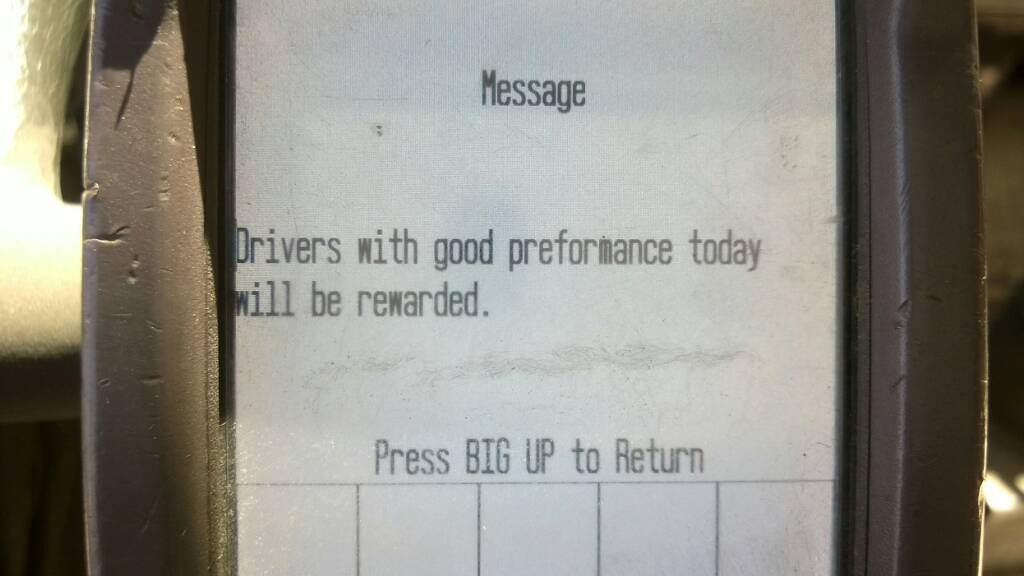 Message
Drivers with good preformance today
will be rewarded.
Press BIG UP to Return